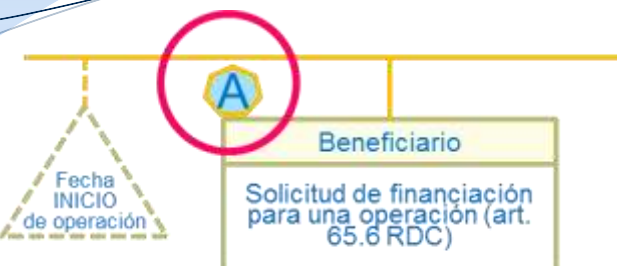 A
Beneficiario
Fecha
INICIO
de operación
Solicitud de financiación
para una operación (art.
65.6 RDC)